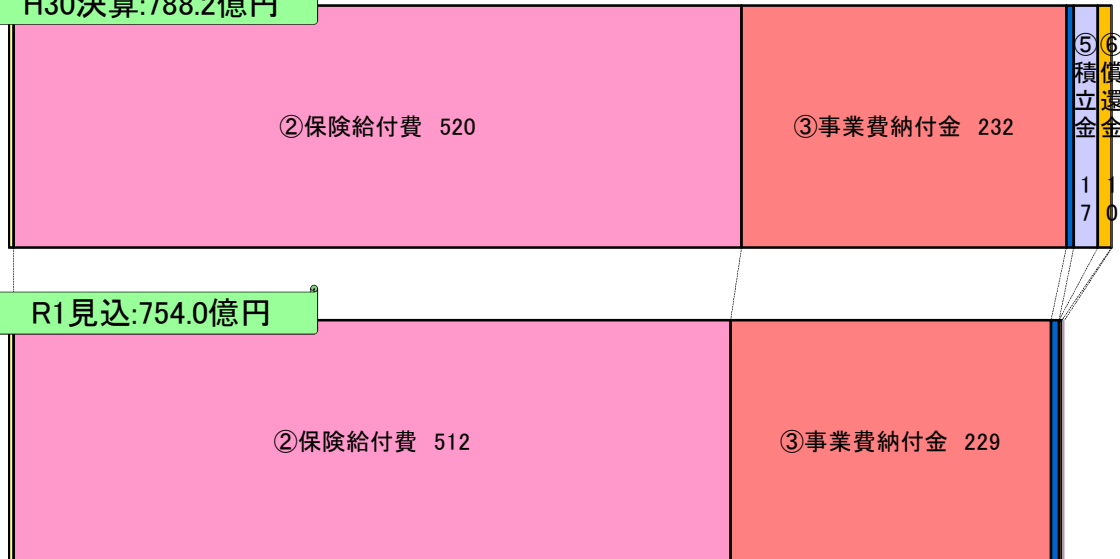 H30決算:788.2億円
②保険給付費 520
③事業費納付金 232
⑤積立金 17
⑥償還金 10
R1見込:754.0億円
②保険給付費 512
③事業費納付金 229